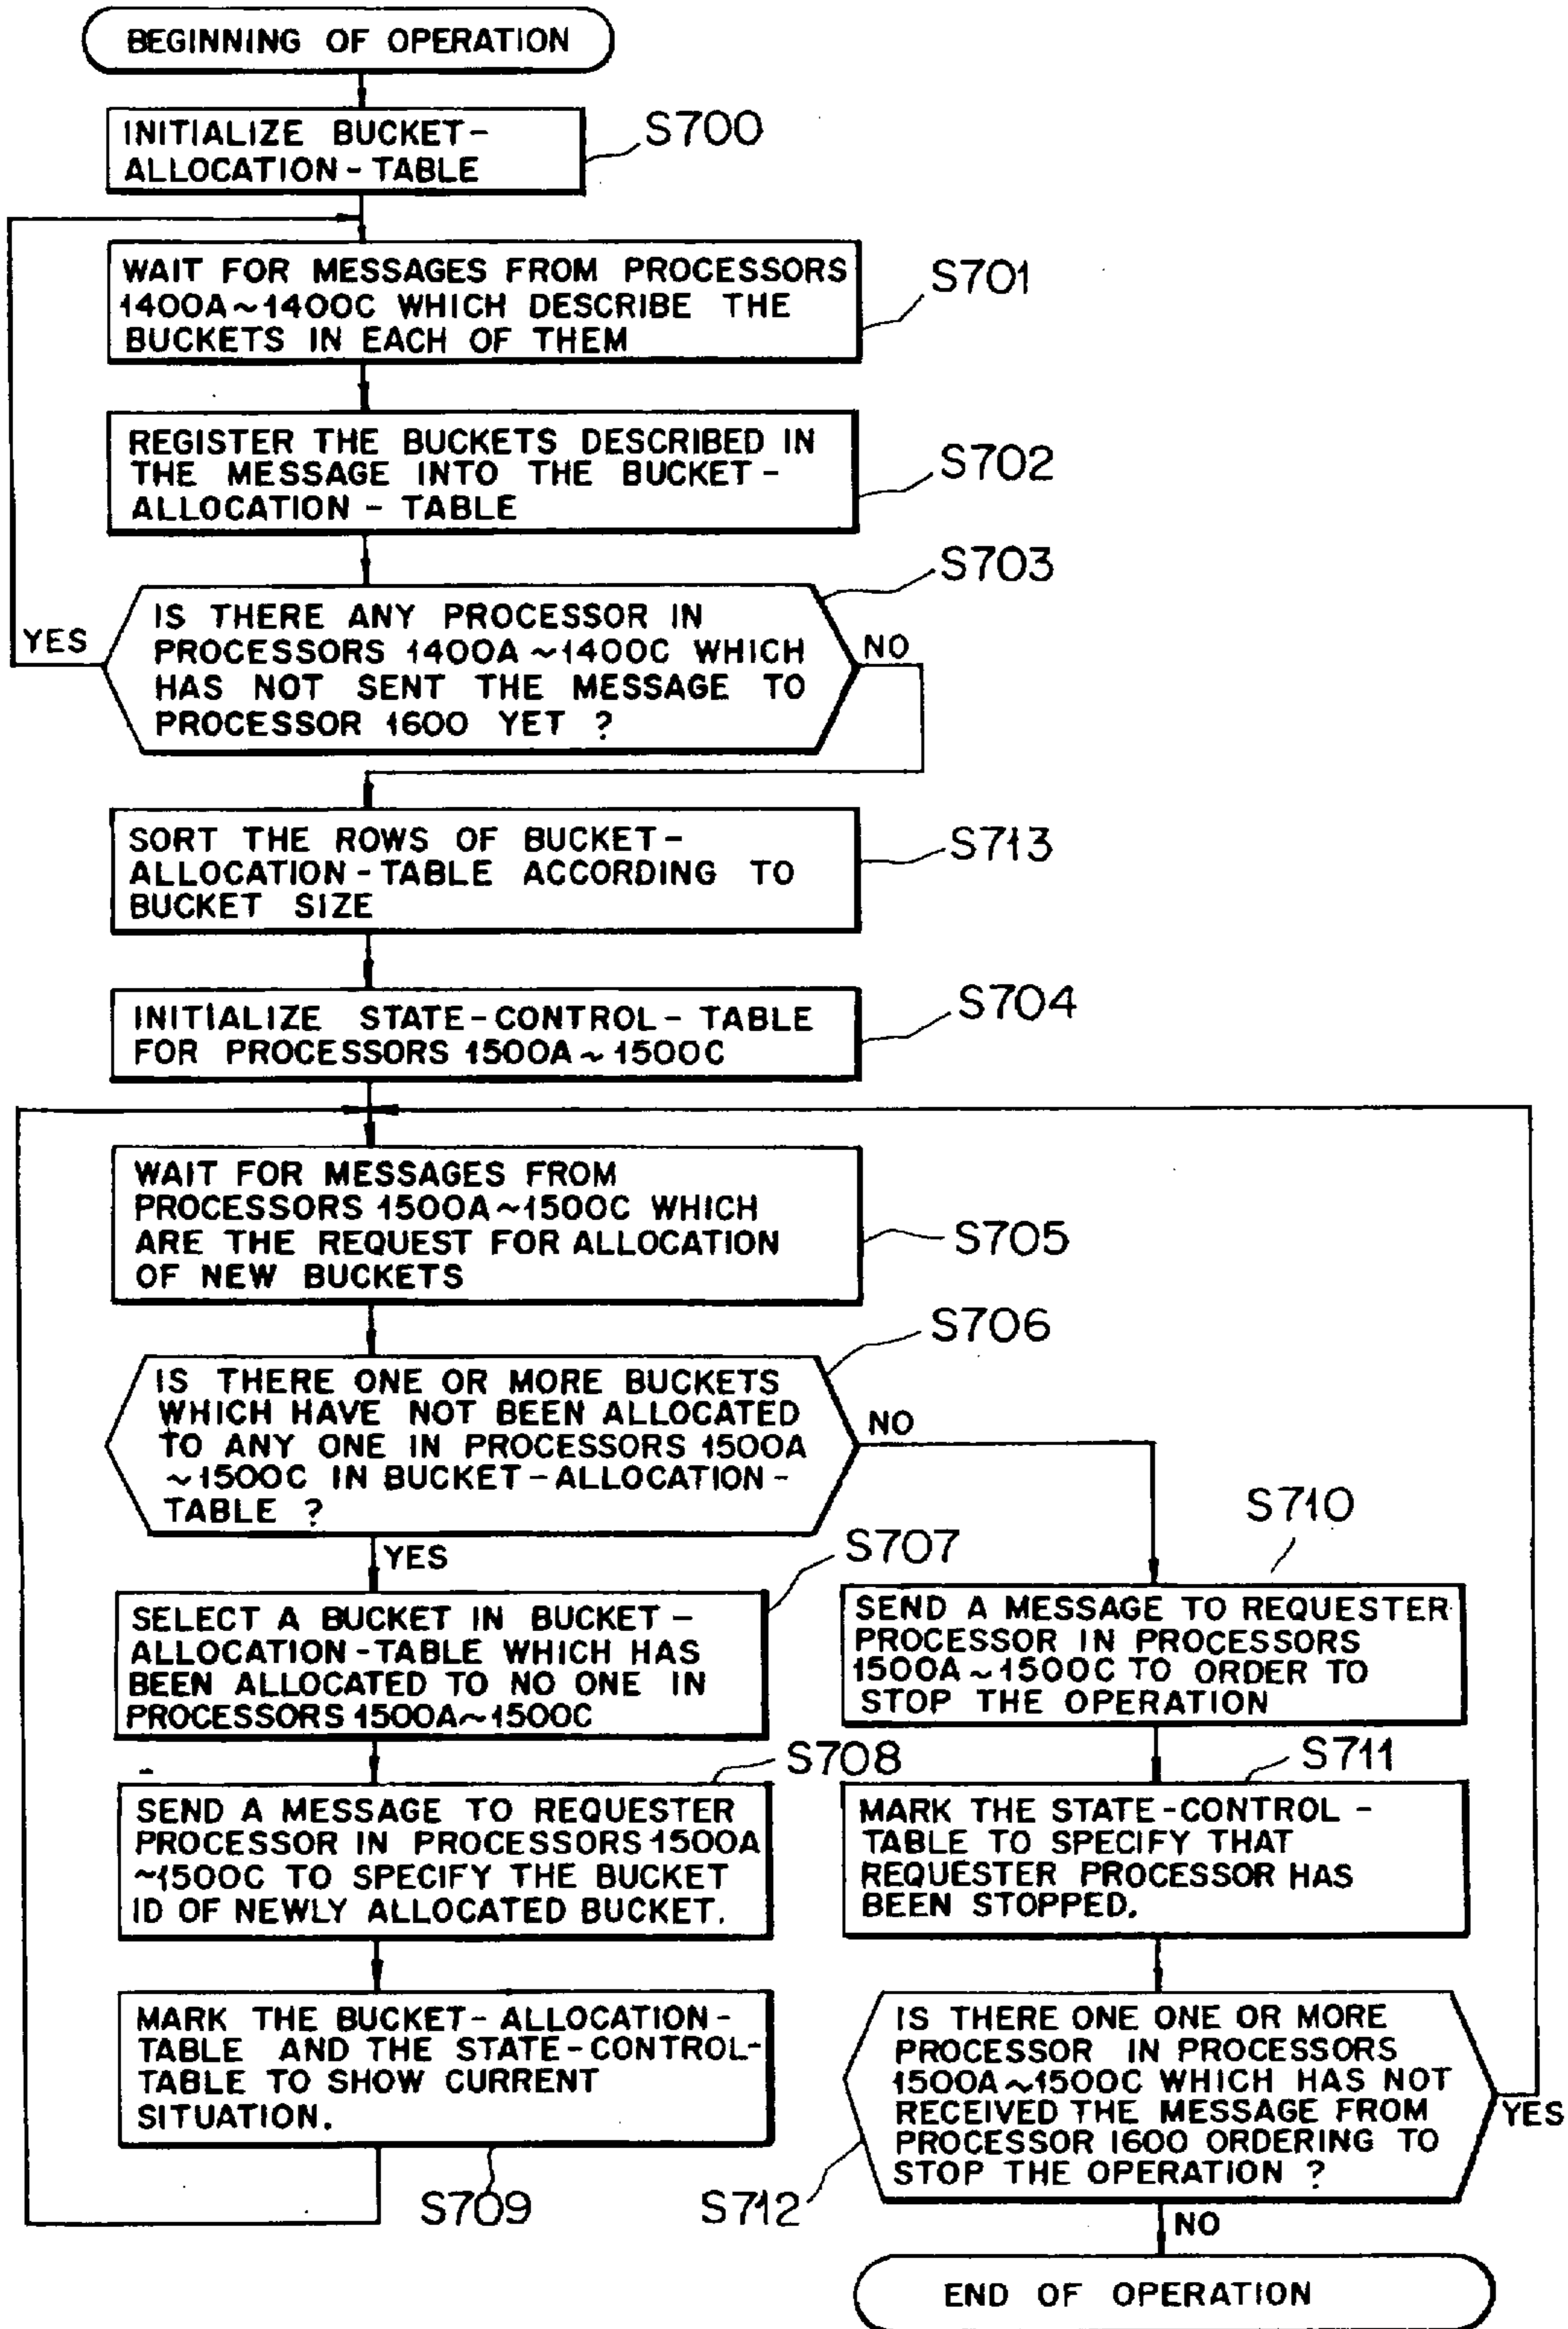 BEGINNING OF OPERATION
INITIALIZE BUCKET-
ALLOCATION-TABLE
S700
WAIT FOR MESSAGES FROM PROCESSORS
1400A~1400C WHICH DESCRIBE THE
BUCKETS IN EACH OF THEM
S701
REGISTER THE BUCKETS DESCRIBED IN
THE MESSAGE INTO THE BUCKET-
ALLOCATION-TABLE
S702
S703
IS THERE ANY PROCESSOR IN
PROCESSORS 1400A~1400C WHICH
HAS NOT SENT THE MESSAGE TO
PROCESSOR 1600 YET ?
YES
NO
SORT THE ROWS OF BUCKET-
ALLOCATION-TABLE ACCORDING TO
BUCKET SIZE
S713
INITIALIZE STATE-CONTROL-TABLE
FOR PROCESSORS 1500A~1500C
S704
WAIT FOR MESSAGES FROM
PROCESSORS 1500A~1500C WHICH
ARE THE REQUEST FOR ALLOCATION
OF NEW BUCKETS
S705
S706
IS THERE ONE OR MORE BUCKETS
WHICH HAVE NOT BEEN ALLOCATED
TO ANY ONE IN PROCESSORS 1500A
~1500C IN BUCKET-ALLOCATION-
TABLE ?
NO
YES
S707
SELECT A BUCKET IN BUCKET-
ALLOCATION-TABLE WHICH HAS
BEEN ALLOCATED TO NO ONE IN
PROCESSORS 1500A~1500C
S708
SEND A MESSAGE TO REQUESTER
PROCESSOR IN PROCESSORS 1500A
~1500C TO SPECIFY THE BUCKET
ID OF NEWLY ALLOCATED BUCKET.
MARK THE BUCKET-ALLOCATION-
TABLE AND THE STATE-CONTROL-
TABLE TO SHOW CURRENT
SITUATION.
S709
S710
SEND A MESSAGE TO REQUESTER
PROCESSOR IN PROCESSORS
1500A~1500C TO ORDER TO
STOP THE OPERATION
S711
MARK THE STATE-CONTROL-
TABLE TO SPECIFY THAT
REQUESTER PROCESSOR HAS
BEEN STOPPED.
IS THERE ONE ONE OR MORE
PROCESSOR IN PROCESSORS
1500A~1500C WHICH HAS NOT
RECEIVED THE MESSAGE FROM
PROCESSOR 1600 ORDERING TO
STOP THE OPERATION ?
YES
S712
NO
END OF OPERATION